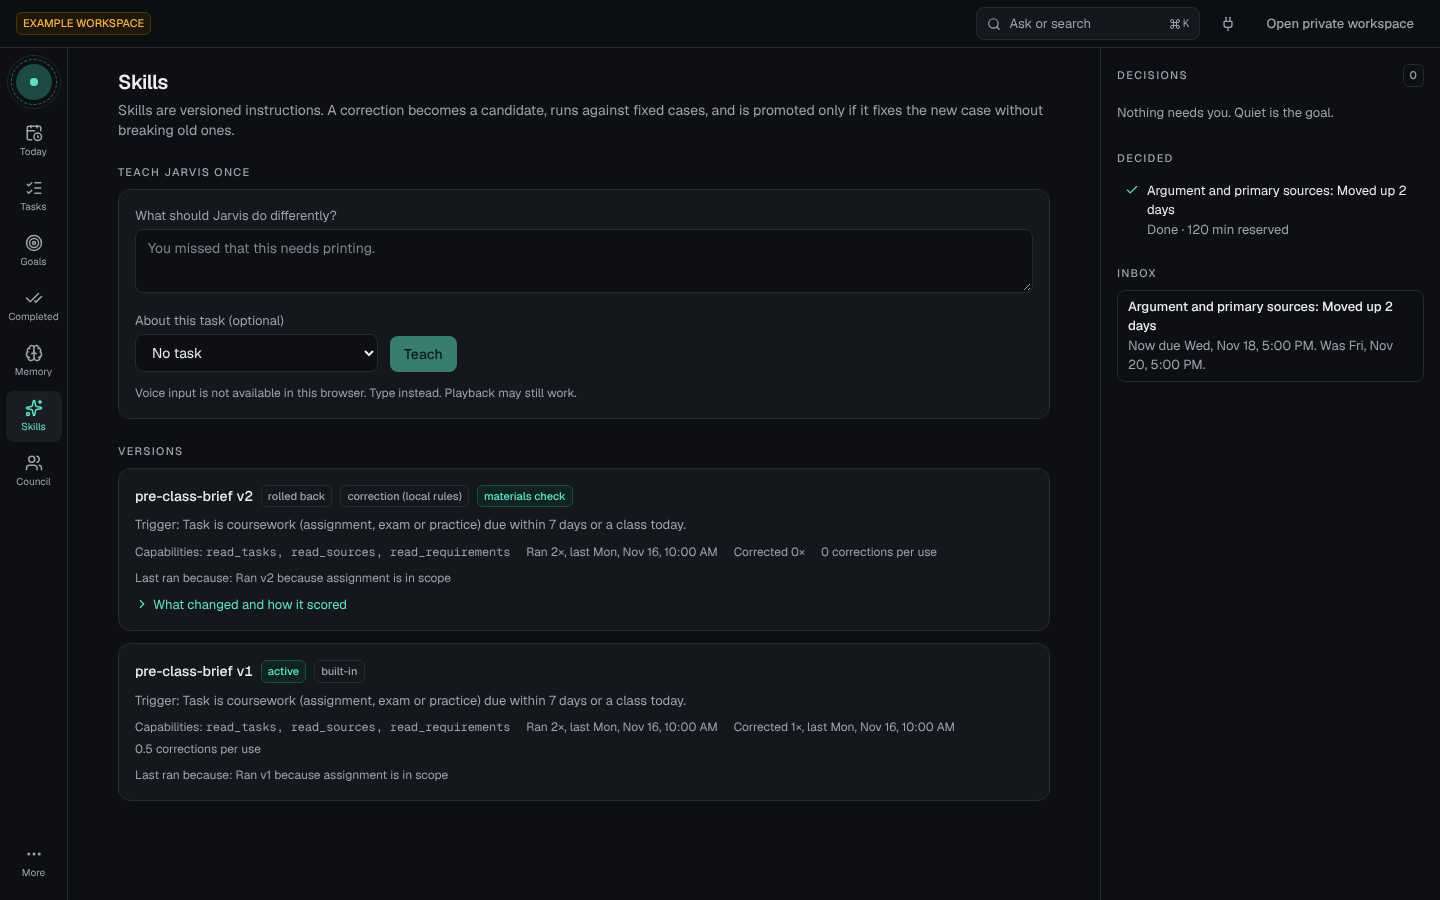 EXAMPLE WORKSPACE
Ask or search
⌘K
Open private workspace
Today
Tasks
Goals
Completed
Memory
Skills
Council
More
Skills
Skills are versioned instructions. A correction becomes a candidate, runs against fixed cases, and is promoted only if it fixes the new case without
breaking old ones.
TEACH JARVIS ONCE
What should Jarvis do differently?
You missed that this needs printing.
About this task (optional)
No task
Teach
Voice input is not available in this browser. Type instead. Playback may still work.
VERSIONS
pre-class-brief v2 rolled back correction (local rules) materials check
Trigger: Task is coursework (assignment, exam or practice) due within 7 days or a class today.
Capabilities: read_tasks, read_sources, read_requirements Ran 2×, last Mon, Nov 16, 10:00 AM Corrected 0× 0 corrections per use
Last ran because: Ran v2 because assignment is in scope
What changed and how it scored
pre-class-brief v1 active built-in
Trigger: Task is coursework (assignment, exam or practice) due within 7 days or a class today.
Capabilities: read_tasks, read_sources, read_requirements Ran 2×, last Mon, Nov 16, 10:00 AM Corrected 1×, last Mon, Nov 16, 10:00 AM
0.5 corrections per use
Last ran because: Ran v1 because assignment is in scope
DECISIONS 0
Nothing needs you. Quiet is the goal.
DECIDED
Argument and primary sources: Moved up 2
days
Done · 120 min reserved
INBOX
Argument and primary sources: Moved up 2
days
Now due Wed, Nov 18, 5:00 PM. Was Fri, Nov
20, 5:00 PM.